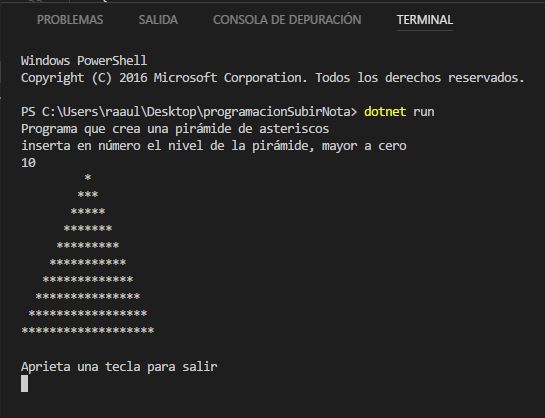 PROBLEMAS SALIDA CONSOLA DE DEPURACIÓN TERMINAL
Windows PowerShell
Copyright (C) 2016 Microsoft Corporation. Todos los derechos reservados.
PS C:\Users\raaul\Desktop\programacionSubirNota> dotnet run
Programa que crea una pirámide de asteriscos
inserta en número el nivel de la pirámide, mayor a cero
10
         *
        ***
       *****
      *******
     *********
    ***********
   *************
  ***************
 *****************
*******************
Aprieta una tecla para salir